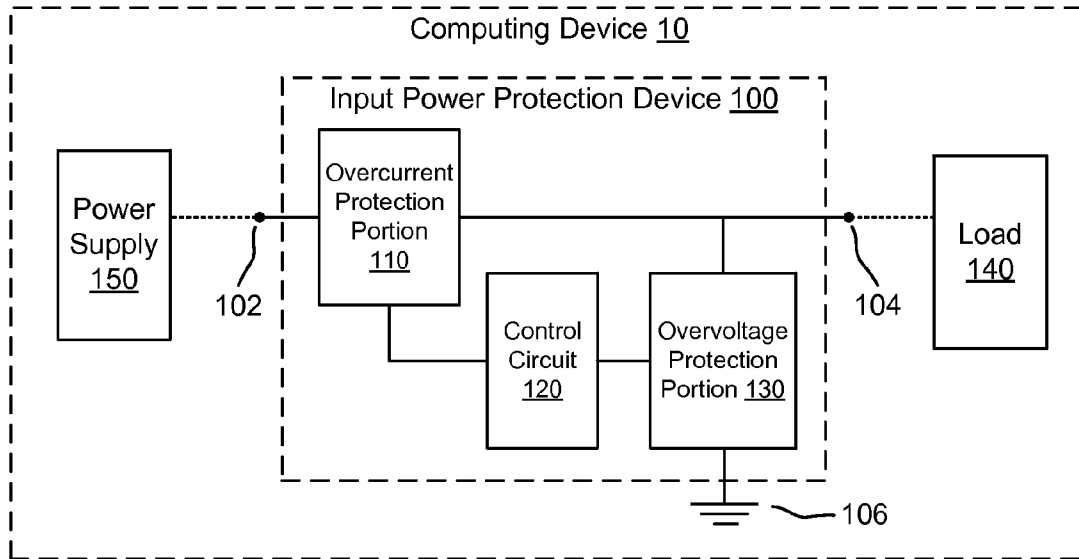 Computing Device 10
Input Power Protection Device 100
Power
Supply
150
102
Overcurrent
Protection
Portion
110
Control
Circuit
120
Overvoltage
Protection
Portion 130
104
Load
140
106